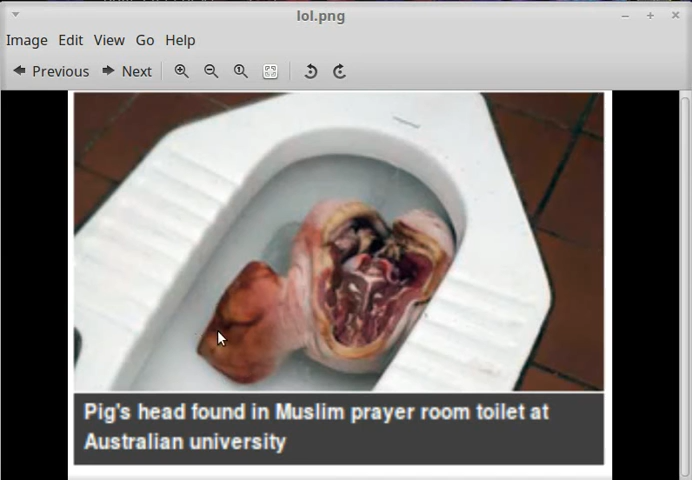 lol.png
Image Edit View Go Help
Previous Next
Pig's head found in Muslim prayer room toilet at
Australian university